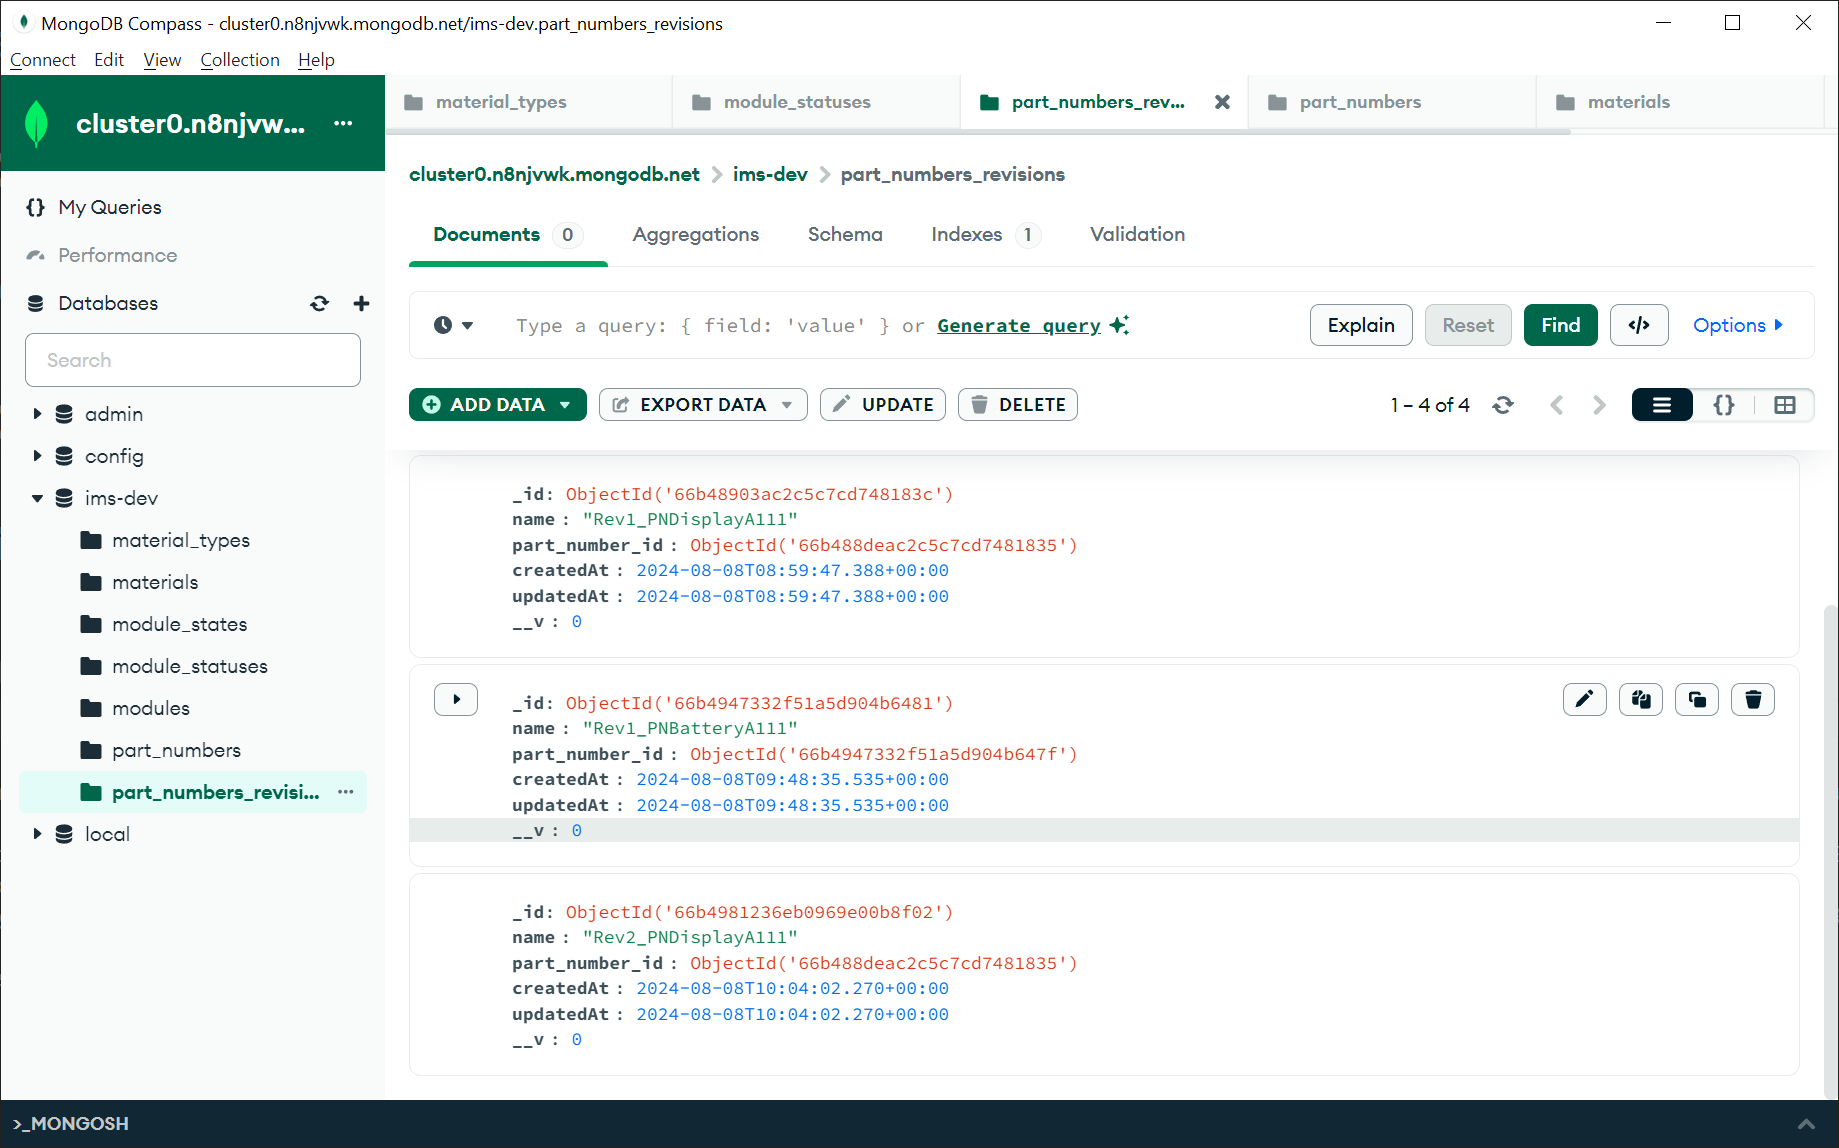 MongoDB Compass - cluster0.n8njvwk.mongodb.net/ims-dev.part_numbers_revisions
Connect Edit View Collection Help
cluster0.n8njvw... ...
material_types module_statuses part_numbers_rev... part_numbers materials
cluster0.n8njvwk.mongodb.net > ims-dev > part_numbers_revisions
My Queries
Performance
Databases
Search
admin
config
ims-dev
material_types
materials
module_states
module_statuses
modules
part_numbers
part_numbers_revisi... ...
local
Documents 0 Aggregations Schema Indexes 1 Validation
Type a query: { field: 'value' } or Generate query
Explain Reset Find </> Options
ADD DATA EXPORT DATA UPDATE DELETE
1 – 4 of 4
{}
_id: ObjectId('66b48903ac2c5c7cd748183c')
name : "Rev1_PNDisplayA111"
part_number_id : ObjectId('66b488deac2c5c7cd7481835')
createdAt : 2024-08-08T08:59:47.388+00:00
updatedAt : 2024-08-08T08:59:47.388+00:00
__v : 0
_id: ObjectId('66b4947332f51a5d904b6481')
name : "Rev1_PNBatteryA111"
part_number_id : ObjectId('66b4947332f51a5d904b647f')
createdAt : 2024-08-08T09:48:35.535+00:00
updatedAt : 2024-08-08T09:48:35.535+00:00
__v : 0
_id: ObjectId('66b4981236eb0969e00b8f02')
name : "Rev2_PNDisplayA111"
part_number_id : ObjectId('66b488deac2c5c7cd7481835')
createdAt : 2024-08-08T10:04:02.270+00:00
updatedAt : 2024-08-08T10:04:02.270+00:00
__v : 0
>_MONGOSH